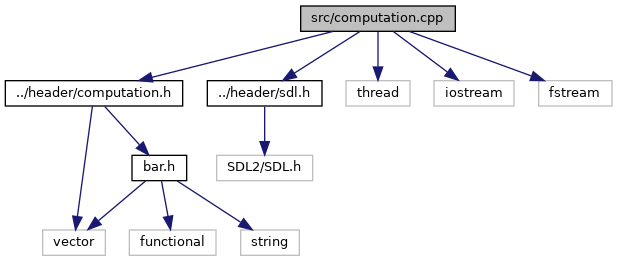 src/computation.cpp
../header/computation.h
../header/sdl.h
thread
iostream
fstream
bar.h
SDL2/SDL.h
vector
functional
string